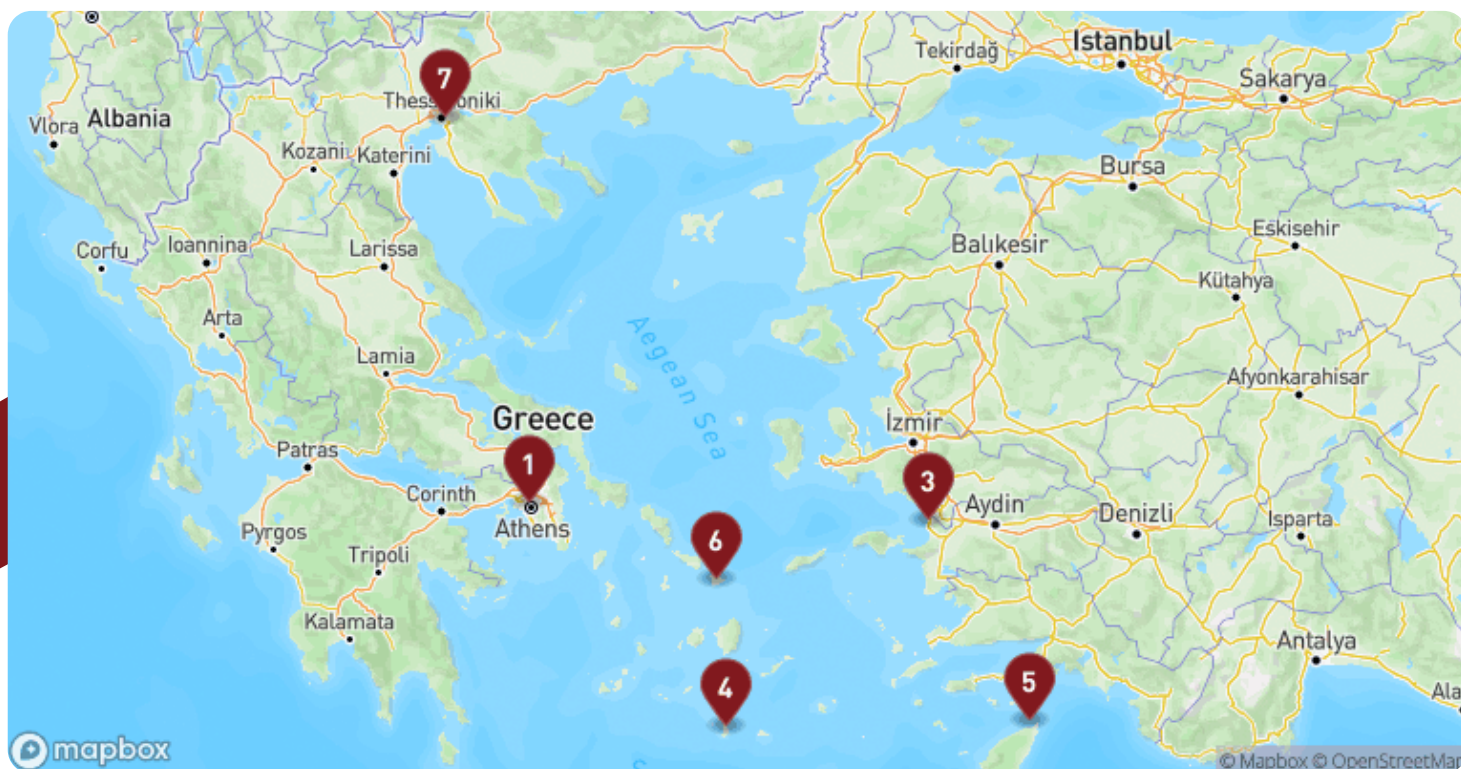 7
Thessaloniki
Tekirdağ
Istanbul
Sakarya
Vlora
Albania
Kozani
Katerini
Bursa
Corfu
Ioannina
Larissa
Balıkesir
Eskisehir
Kütahya
Arta
Aegean Sea
Lamia
Afyonkarahisar
Greece
İzmir
Patras
1
3
Corinth
Athens
Aydin
Denizli
Isparta
Pyrgos
Tripoli
6
Kalamata
Antalya
4
5
Ala
mapbox
© Mapbox © OpenStreetMap